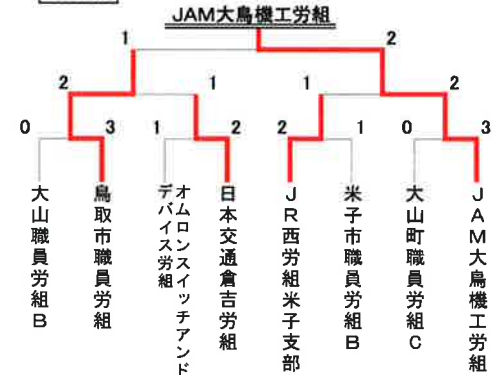 JAM大鳥機工労組
1
2
2
1
1
2
0
3
1
2
2
1
0
3
大山職員労組B
鳥取市職員労組
オムロンスイッチアンド
デバイス労組
日本交通倉吉労組
JR西労組米子支部
米子市職員労組B
大山町職員労組C
JAM大鳥機工労組